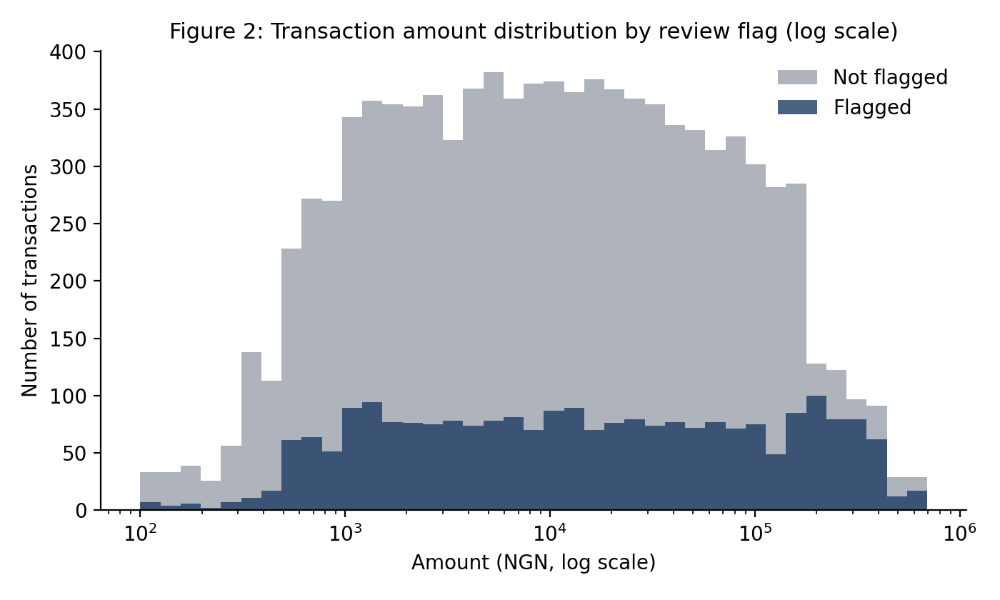 Figure 2: Transaction amount distribution by review flag (log scale)
Not flagged
Flagged
Number of transactions
400
350
300
250
200
150
100
50
0
10² 10³ 10⁴ 10⁵ 10⁶
Amount (NGN, log scale)